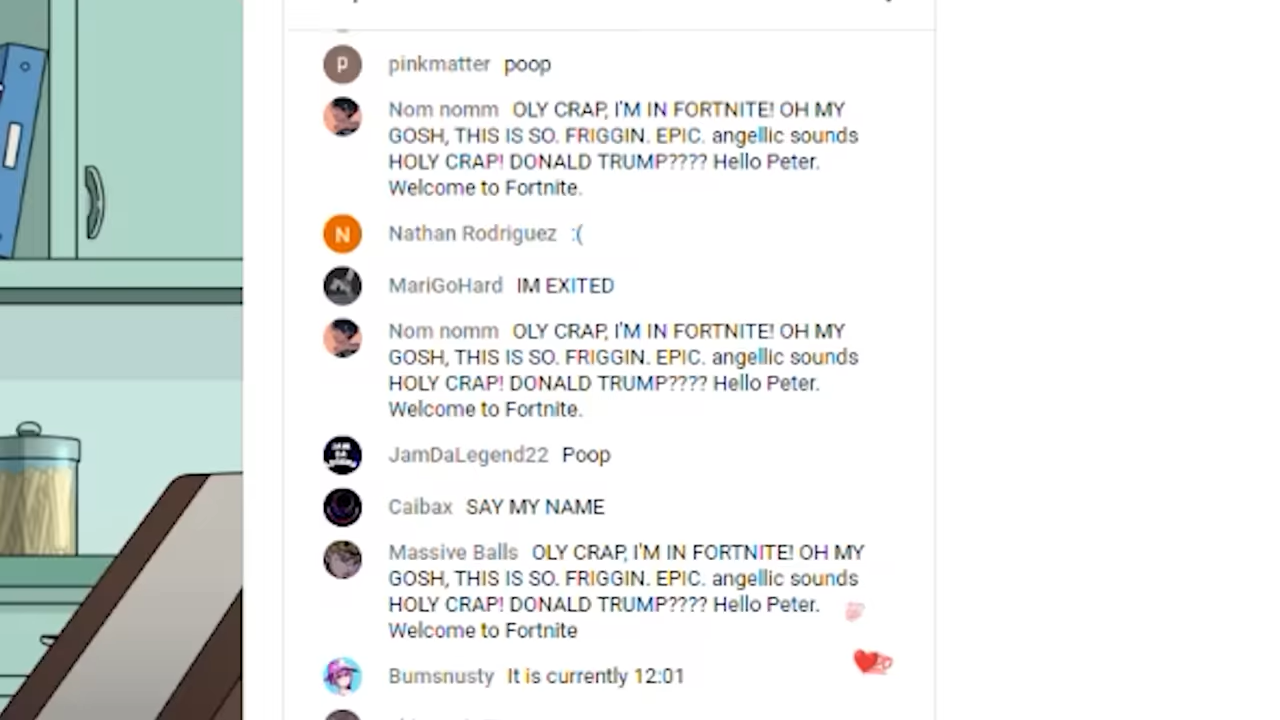 P
pinkmatter poop
Nom nomm OLY CRAP, I'M IN FORTNITE! OH MY
GOSH, THIS IS SO. FRIGGIN. EPIC. angellic sounds
HOLY CRAP! DONALD TRUMP???? Hello Peter.
Welcome to Fortnite.
N
Nathan Rodriguez :(
MariGoHard IM EXITED
Nom nomm OLY CRAP, I'M IN FORTNITE! OH MY
GOSH, THIS IS SO. FRIGGIN. EPIC. angellic sounds
HOLY CRAP! DONALD TRUMP???? Hello Peter.
Welcome to Fortnite.
JamDaLegend22 Poop
Caibax SAY MY NAME
Massive Balls OLY CRAP, I'M IN FORTNITE! OH MY
GOSH, THIS IS SO. FRIGGIN. EPIC. angellic sounds
HOLY CRAP! DONALD TRUMP???? Hello Peter.
Welcome to Fortnite
Bumsnusty It is currently 12:01